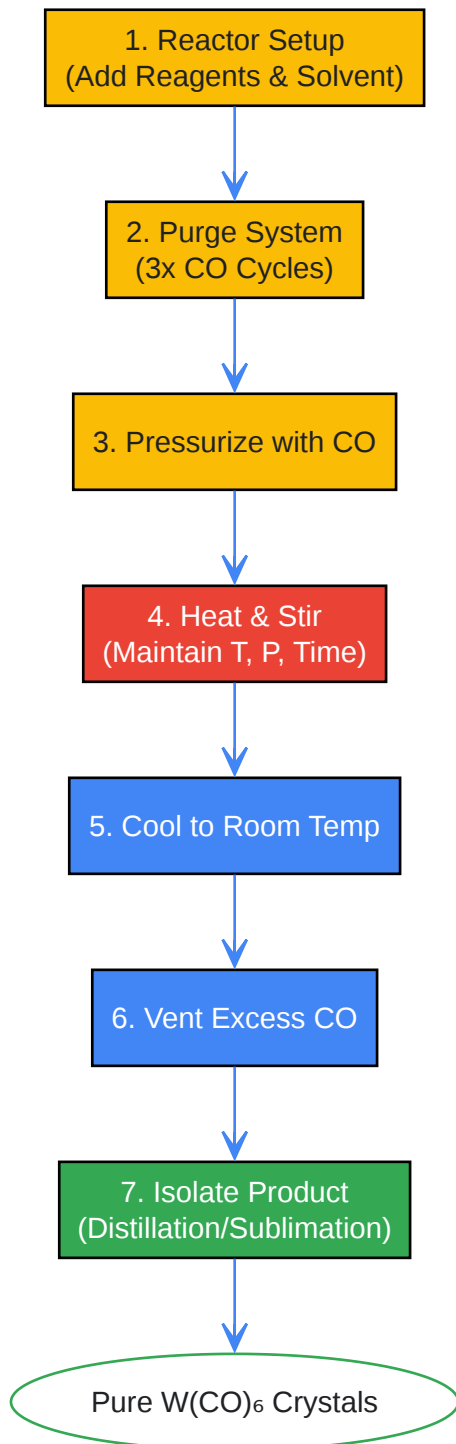 1. Reactor Setup
(Add Reagents & Solvent)
2. Purge System
(3x CO Cycles)
3. Pressurize with CO
4. Heat & Stir
(Maintain T, P, Time)
5. Cool to Room Temp
6. Vent Excess CO
7. Isolate Product
(Distillation/Sublimation)
Pure W(CO)₆ Crystals